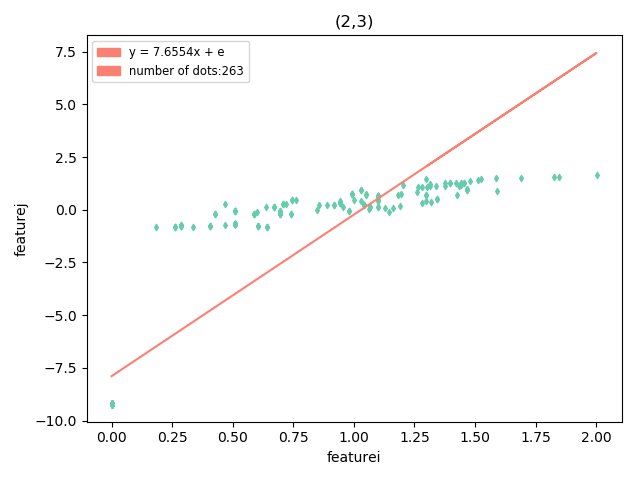 (2,3)
y = 7.6554x + e
number of dots:263
7.5
5.0
2.5
0.0
−2.5
−5.0
−7.5
−10.0
featurej
0.00 0.25 0.50 0.75 1.00 1.25 1.50 1.75 2.00
featurei